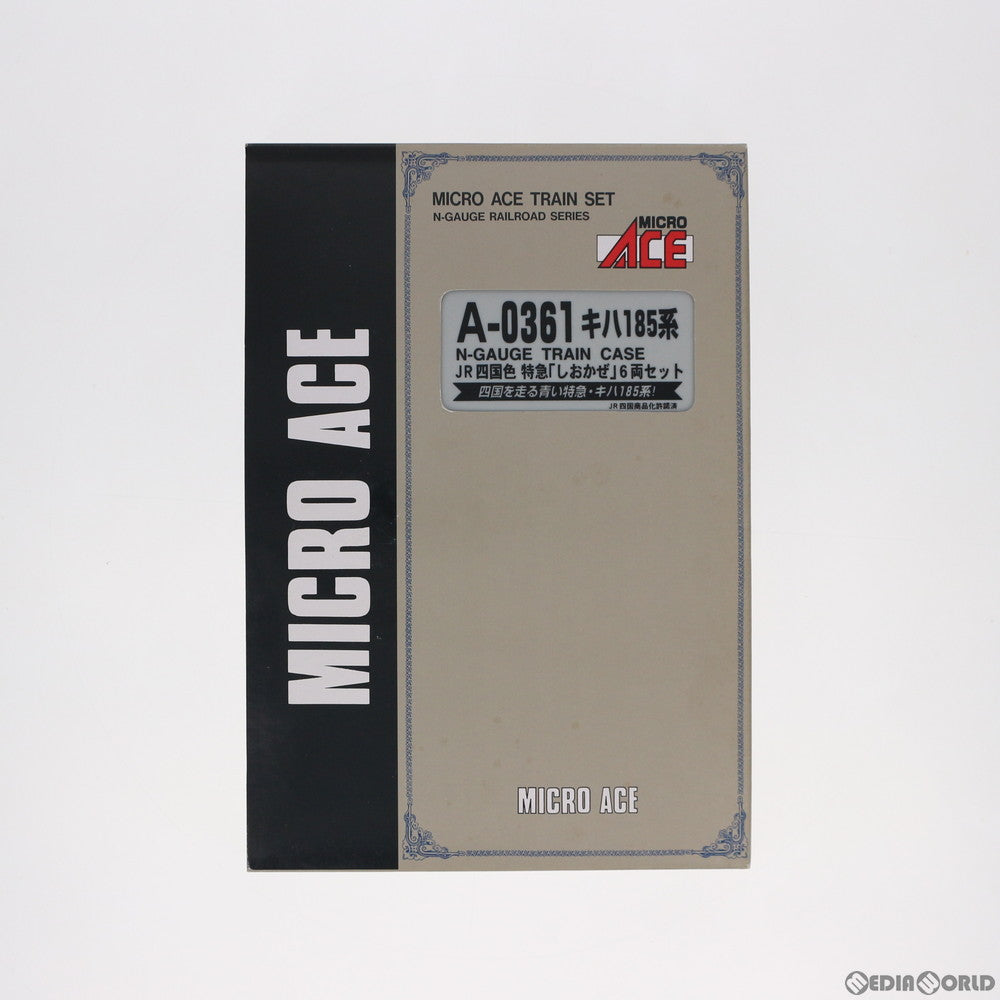 MICRO ACE
MICRO ACE TRAIN SET
N-GAUGE RAILROAD SERIES
MICRO
ACE
A-0361 キハ185系
N-GAUGE TRAIN CASE
JR四国色 特急「しおかぜ」6両セット
四国を走る青い特急・キハ185系!
JR四国商品化許諾済
MICRO ACE
MEDIAWORLD